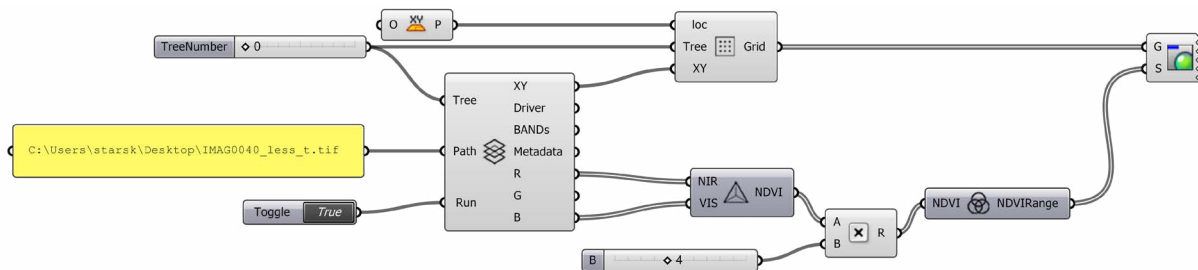 O XY P
TreeNumber 0
loc
Tree Grid
XY
G
S
XY
Tree Driver
BANDs
C:\Users\starsk\Desktop\IMAG0040_less_t.tif
Path Metadata
R
G
Run B
Toggle True
NIR NDVI
VIS
A
B R
NDVI NDVIRange
B 4